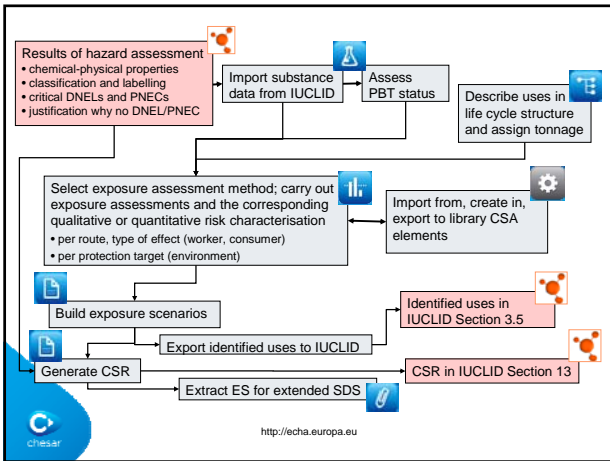 Results of hazard assessment
• chemical-physical properties
• classification and labelling
• critical DNELs and PNECs
• justification why no DNEL/PNEC
Import substance
data from IUCLID
Assess
PBT status
Describe uses in
life cycle structure
and assign tonnage
Select exposure assessment method; carry out
exposure assessments and the corresponding
qualitative or quantitative risk characterisation
• per route, type of effect (worker, consumer)
• per protection target (environment)
Import from, create in,
export to library CSA
elements
Build exposure scenarios
Identified uses in
IUCLID Section 3.5
Export identified uses to IUCLID
Generate CSR
CSR in IUCLID Section 13
Extract ES for extended SDS
chesar
http://echa.europa.eu